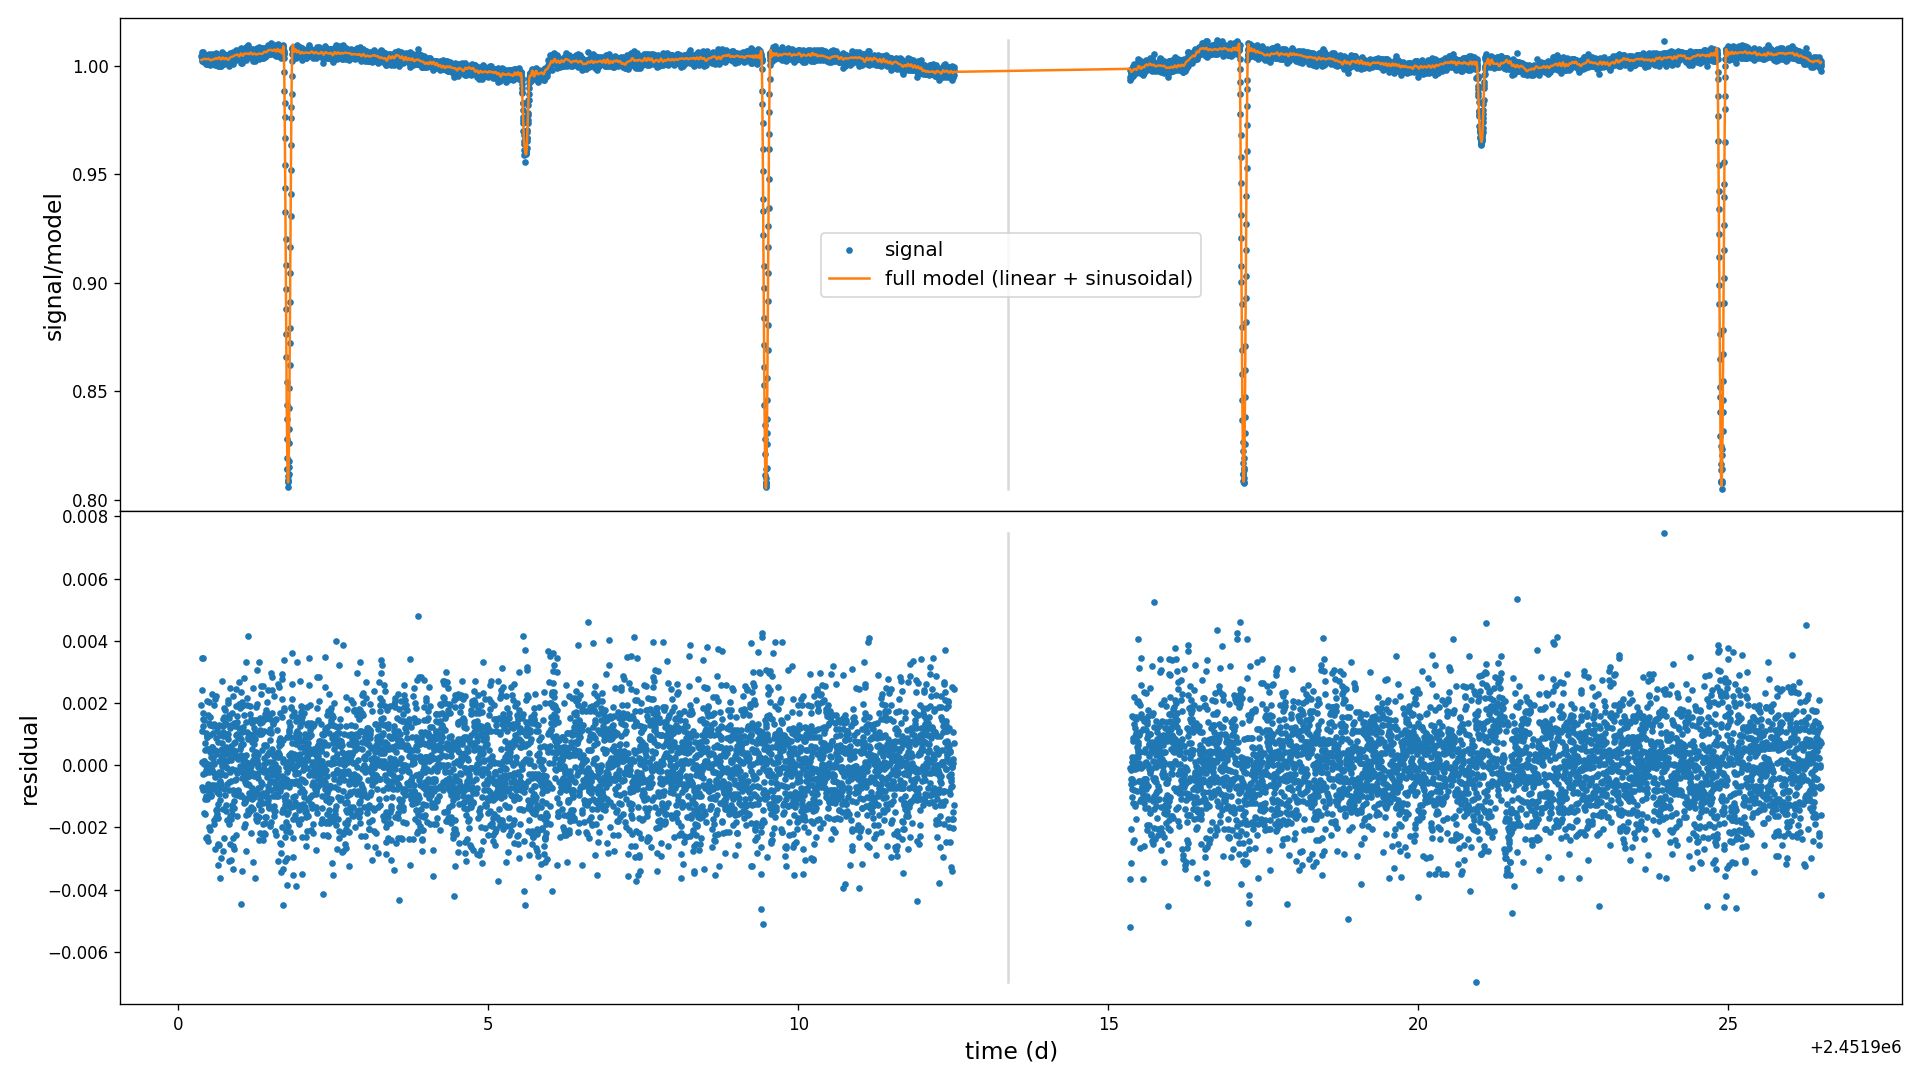 1.00
0.95
0.90
0.85
0.80
signal/model
signal
full model (linear + sinusoidal)
0.008
0.006
0.004
0.002
0.000
−0.002
−0.004
−0.006
residual
0 5 10 15 20 25
time (d)
+2.4519e6